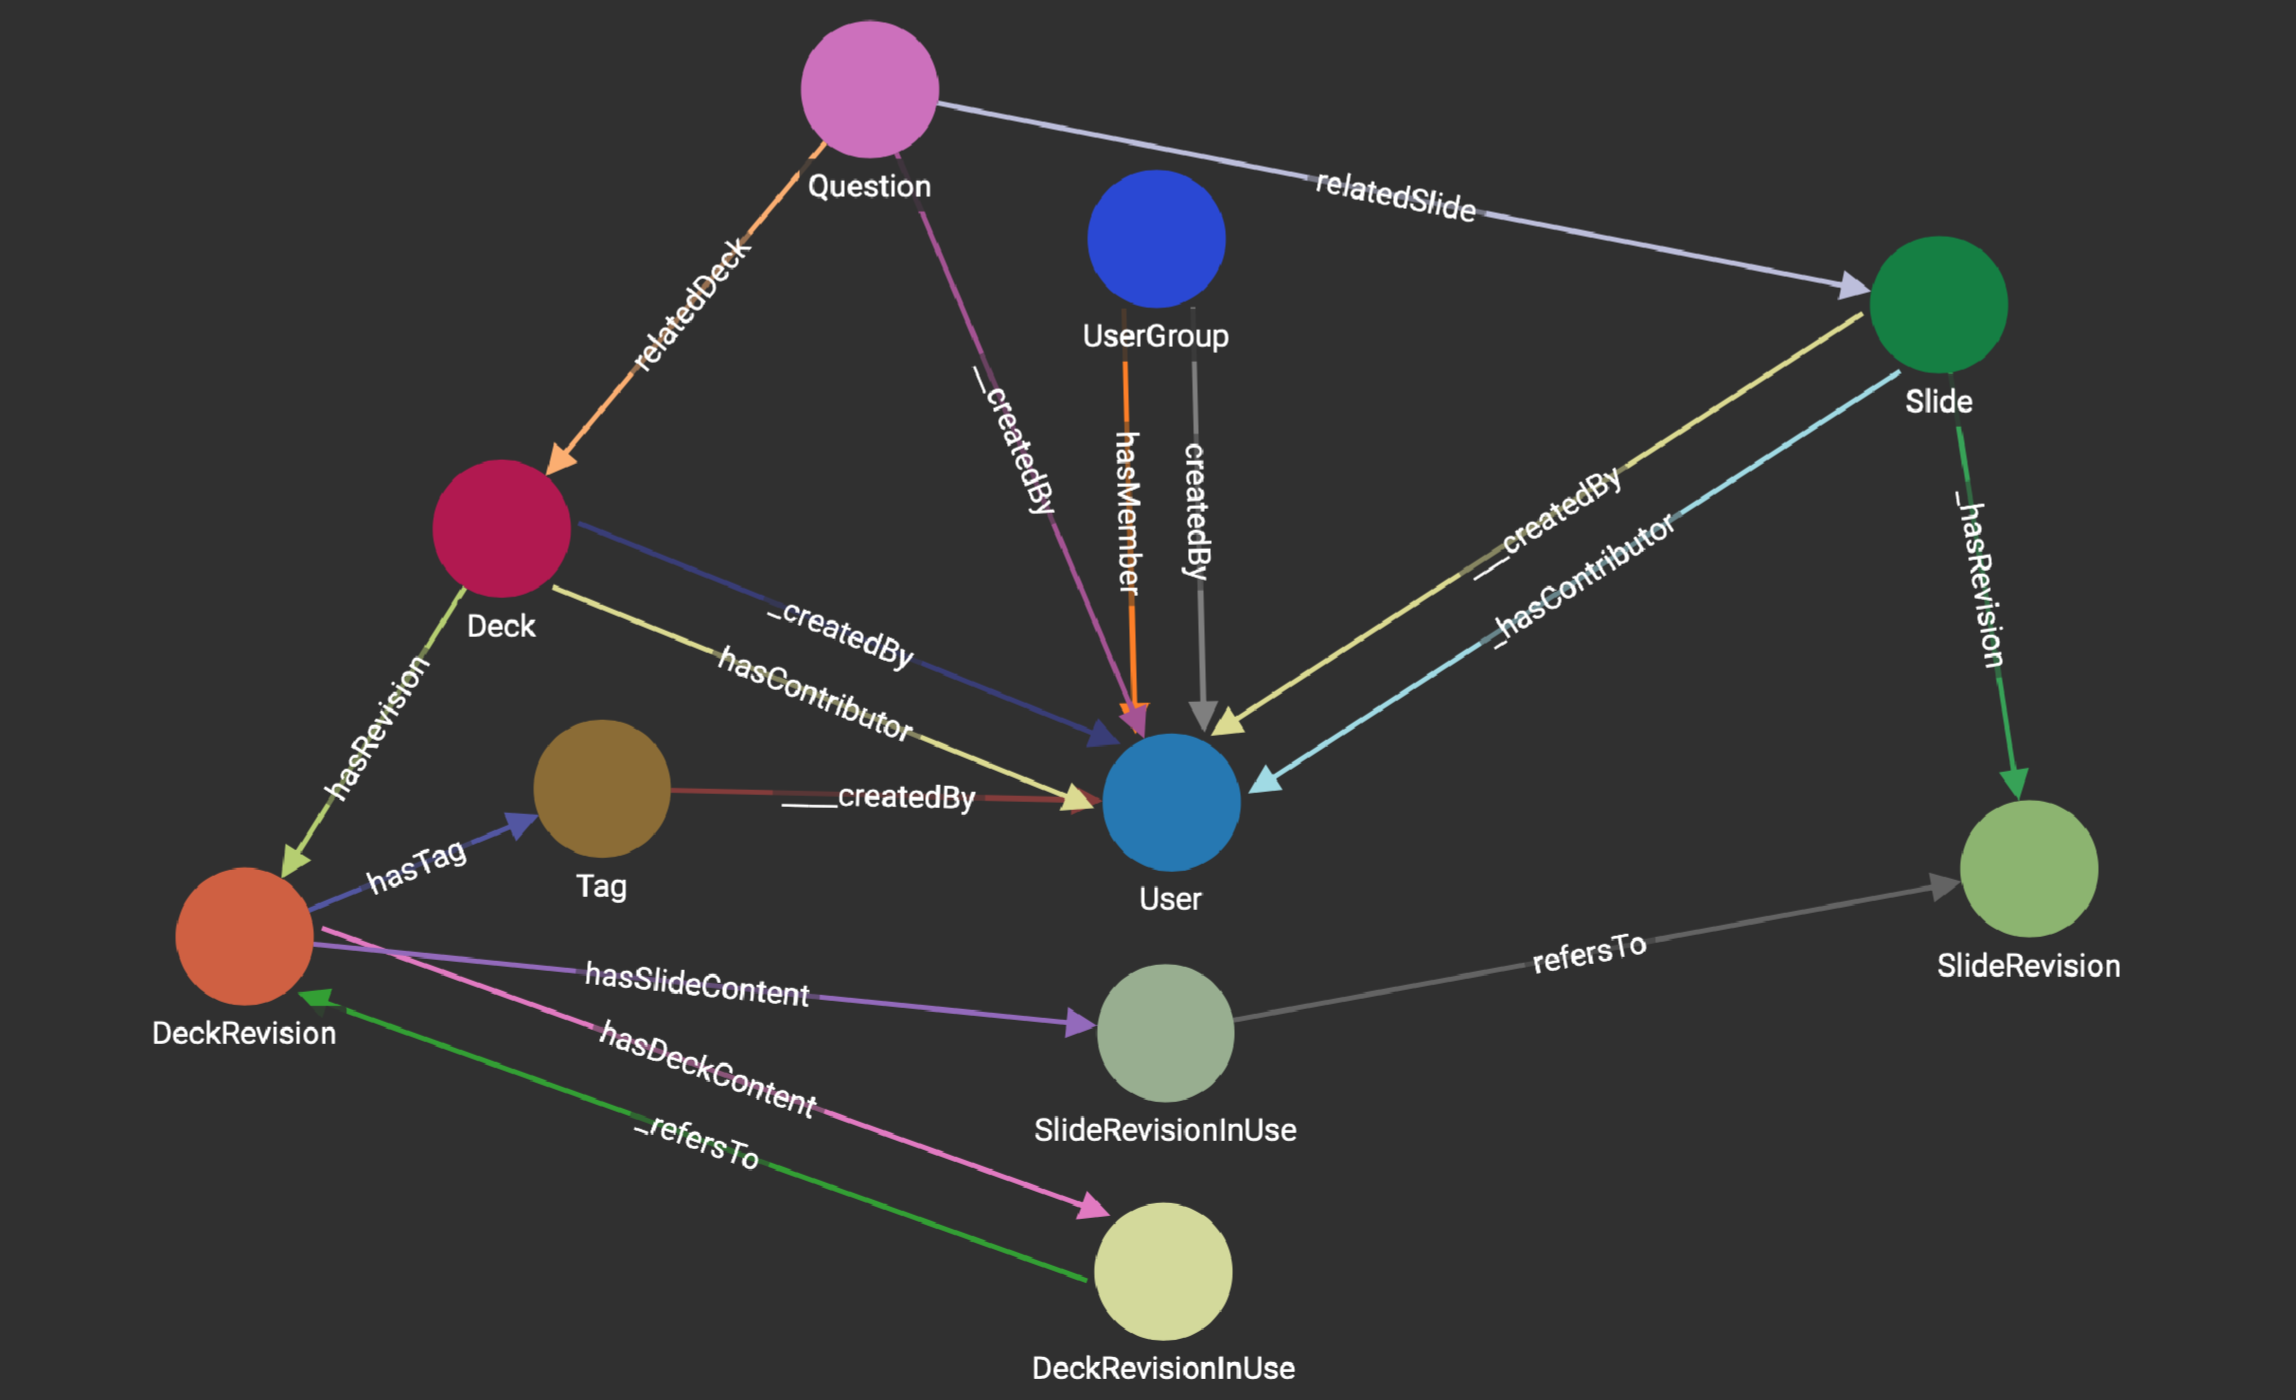 Question
relatedSlide
relatedDeck
UserGroup
Slide
__createdBy
hasMember
createdBy
___createdBy
_hasContributor
_hasRevision
Deck
_createdBy
hasContributor
hasRevision
____createdBy
hasTag
Tag
User
refersTo
SlideRevision
DeckRevision
hasSlideContent
hasDeckContent
SlideRevisionInUse
_refersTo
DeckRevisionInUse